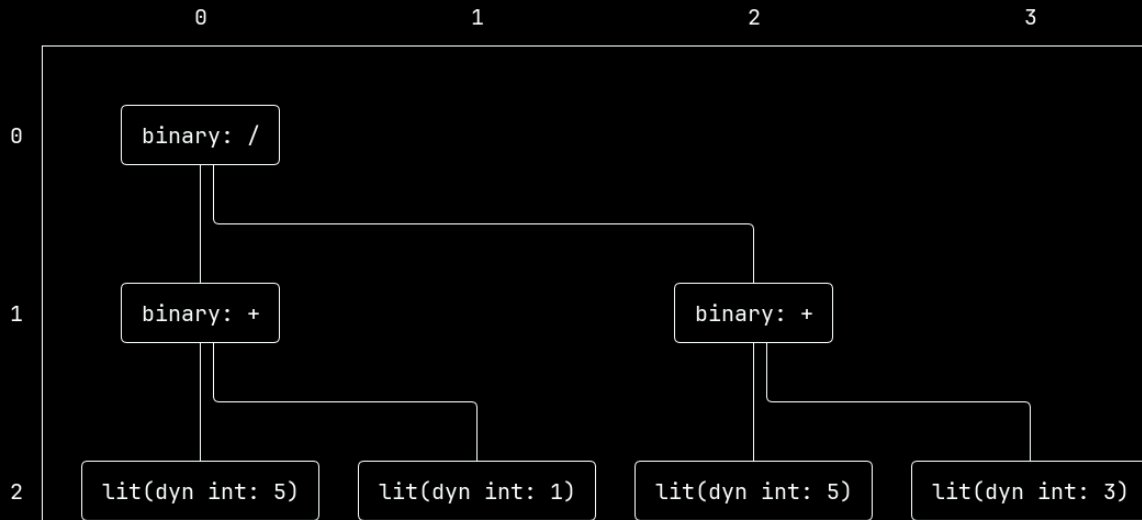 0 1 2 3
0 binary: /
1 binary: + binary: +
2 lit(dyn int: 5) lit(dyn int: 1) lit(dyn int: 5) lit(dyn int: 3)